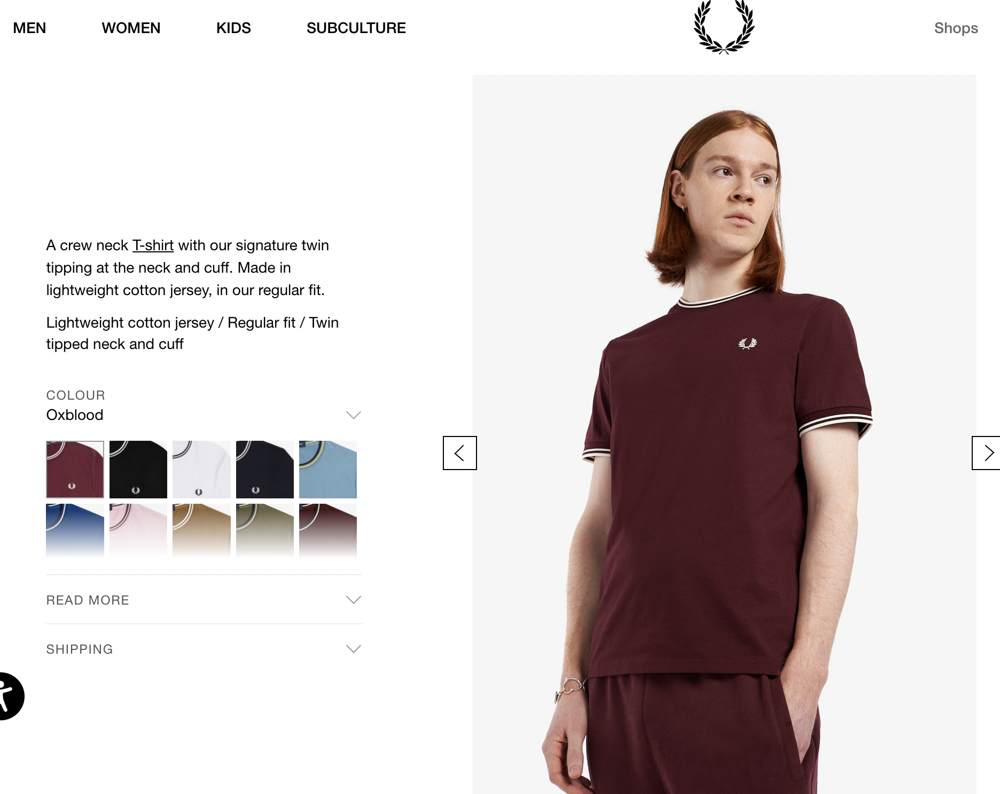 MEN WOMEN KIDS SUBCULTURE Shops
A crew neck T-shirt with our signature twin
tipping at the neck and cuff. Made in
lightweight cotton jersey, in our regular fit.
Lightweight cotton jersey / Regular fit / Twin
tipped neck and cuff
COLOUR
Oxblood
READ MORE
SHIPPING